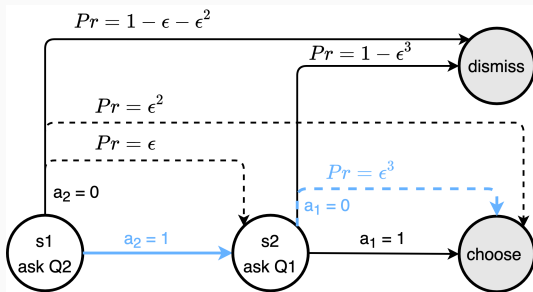 Pr = 1 − ϵ − ϵ²
Pr = 1 − ϵ³
dismiss
Pr = ϵ²
Pr = ϵ
Pr = ϵ³
a₂ = 0
a₁ = 0
s1
ask Q2
a₂ = 1
s2
ask Q1
a₁ = 1
choose